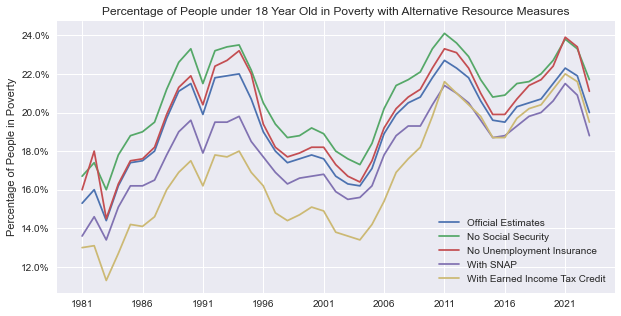 Percentage of People under 18 Year Old in Poverty with Alternative Resource Measures
Percentage of People in Poverty
24.0%
22.0%
20.0%
18.0%
16.0%
14.0%
12.0%
Official Estimates
No Social Security
No Unemployment Insurance
With SNAP
With Earned Income Tax Credit
1981 1986 1991 1996 2001 2006 2011 2016 2021